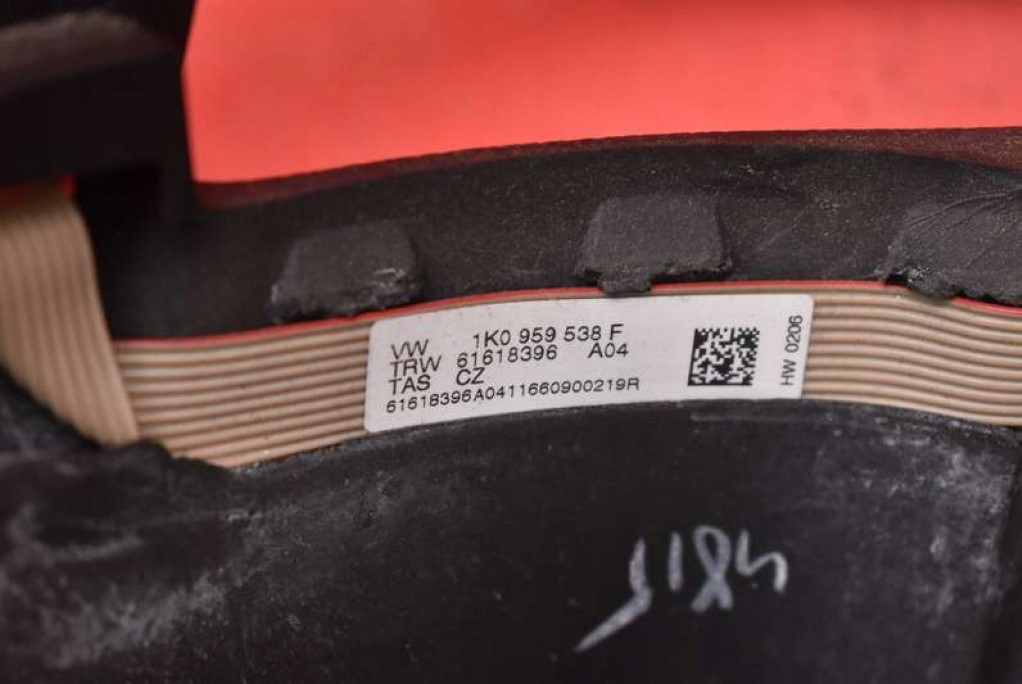 VW 1K0 959 538 F
TRW 61618396 A04
TAS CZ
61618396A0411660900219R
HW 0206